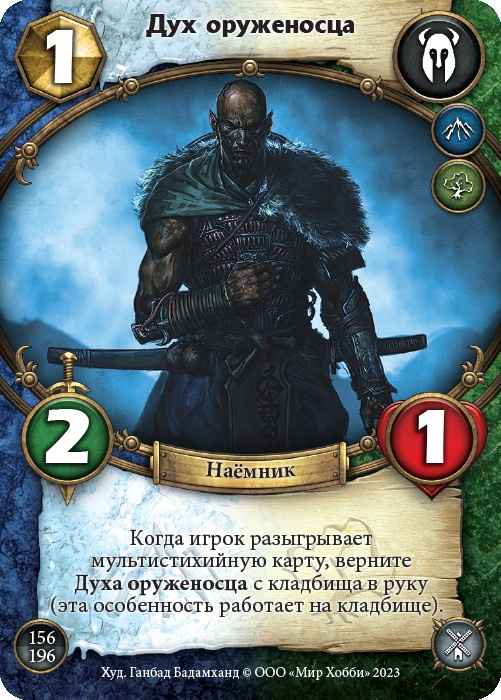 Дух оруженосца
1
2
1
Наёмник
Когда игрок разыгрывает
мультистихийную карту, верните
Духа оруженосца с кладбища в руку
(эта особенность работает на кладбище).
156
196
Худ. Ганбад Бадамханд © ООО «Мир Хобби» 2023